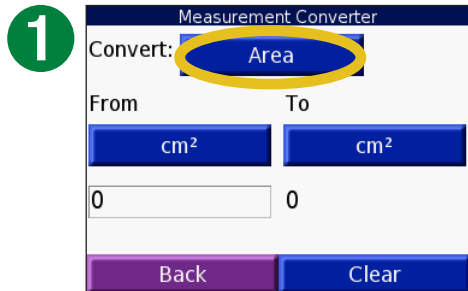 1
Measurement Converter
Convert: Area
From To
cm² cm²
0 0
Back Clear